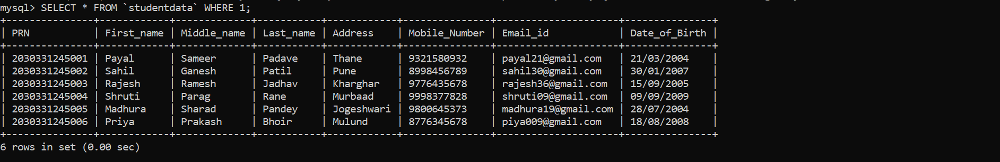 mysql> SELECT * FROM `studentdata` WHERE 1;
+---------------+------------+-------------+-----------+------------+---------------+---------------------+---------------+
| PRN           | First_name | Middle_name | Last_name | Address    | Mobile_Number | Email_id            | Date_of_Birth |
+---------------+------------+-------------+-----------+------------+---------------+---------------------+---------------+
| 2030331245001 | Payal      | Sameer      | Padave    | Thane      | 9321580932    | payal21@gmail.com   | 21/03/2004    |
| 2030331245002 | Sahil      | Ganesh      | Patil     | Pune       | 8998456789    | sahil30@gmail.com   | 30/01/2007    |
| 2030331245003 | Rajesh     | Ramesh      | Jadhav    | Kharghar   | 9776435678    | rajesh36@gmail.com  | 15/09/2005    |
| 2030331245004 | Shruti     | Parag       | Rane      | Murbaad    | 9998377828    | shruti09@gmail.com  | 09/09/2009    |
| 2030331245005 | Madhura    | Sharad      | Pandey    | Jogeshwari | 9800645373    | madhura19@gmail.com | 28/07/2004    |
| 2030331245006 | Priya      | Prakash     | Bhoir     | Mulund     | 8776345678    | piya009@gmail.com   | 18/08/2008    |
+---------------+------------+-------------+-----------+------------+---------------+---------------------+---------------+
6 rows in set (0.00 sec)